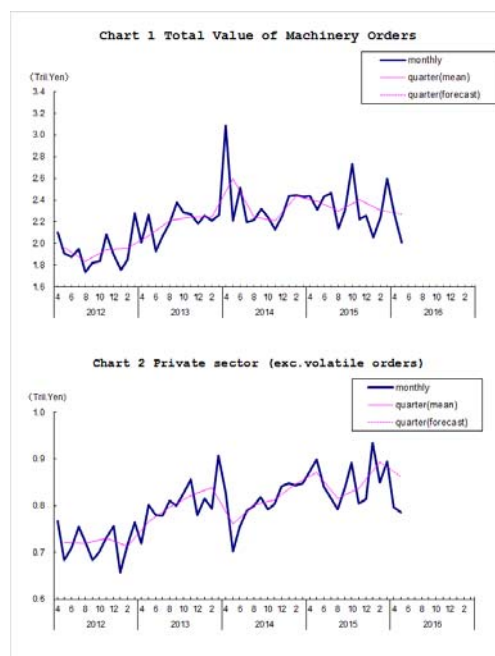 Chart 1 Total Value of Machinery Orders
(Tril.Yen)
monthly
quarter(mean)
quarter(forecast)
3.4
3.2
3.0
2.8
2.6
2.4
2.2
2.0
1.8
1.6
4 6 8 10 12 2 4 6 8 10 12 2 4 6 8 10 12 2 4 6 8 10 12 2 4 6 8 10 12 2
2012 2013 2014 2015 2016
Chart 2 Private sector (exc.volatile orders)
(Tril.Yen)
monthly
quarter(mean)
quarter(forecast)
1.0
0.9
0.8
0.7
0.6
4 6 8 10 12 2 4 6 8 10 12 2 4 6 8 10 12 2 4 6 8 10 12 2 4 6 8 10 12 2
2012 2013 2014 2015 2016